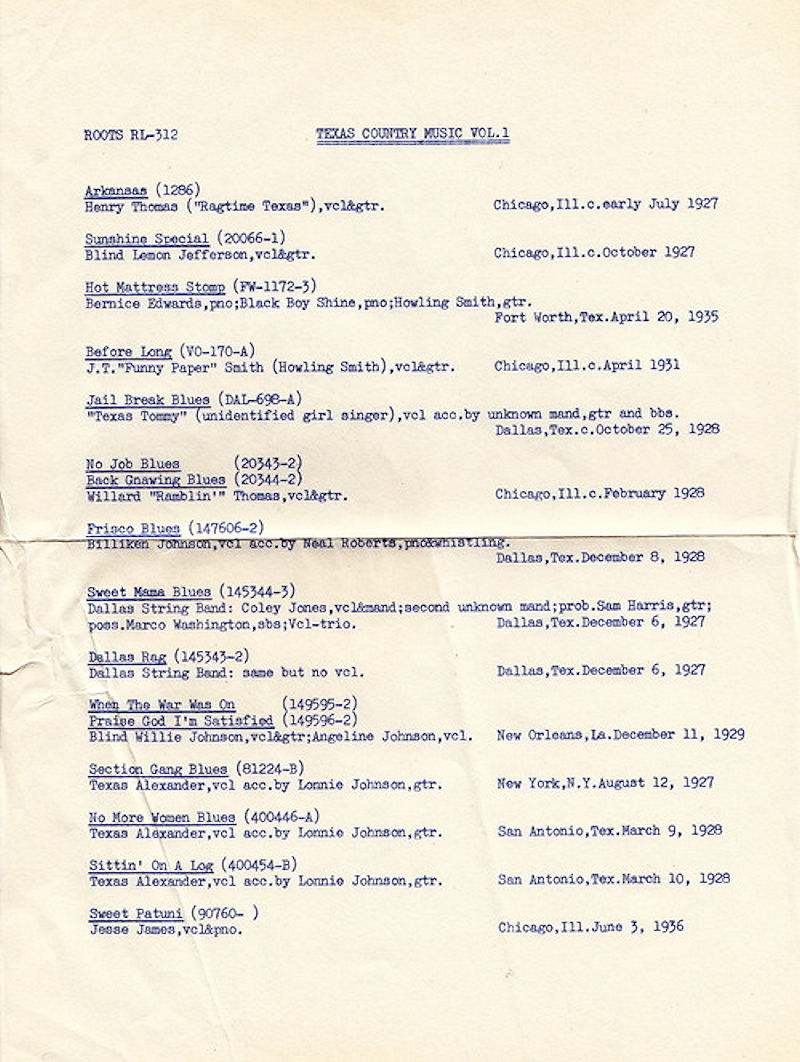 ROOTS RL-312 TEXAS COUNTRY MUSIC VOL.1
Arkansas (1286)
Henry Thomas ("Ragtime Texas"),vcl&gtr. Chicago,Ill.c.early July 1927
Sunshine Special (20066-1)
Blind Lemon Jefferson,vcl&gtr. Chicago,Ill.c.October 1927
Hot Mattress Stomp (FW-1172-3)
Bernice Edwards,pno;Black Boy Shine,pno;Howling Smith,gtr.
Fort Worth,Tex.April 20, 1935
Before Long (VO-170-A)
J.T."Funny Paper" Smith (Howling Smith),vcl&gtr. Chicago,Ill.c.April 1931
Jail Break Blues (DAL-698-A)
"Texas Tommy" (unidentified girl singer),vcl acc.by unknown mand,gtr and bbs.
Dallas,Tex.c.October 25, 1928
No Job Blues (20343-2)
Back Gnawing Blues (20344-2)
Willard "Ramblin'" Thomas,vcl&gtr. Chicago,Ill.c.February 1928
Frisco Blues (147606-2)
Billiken Johnson,vcl acc.by Neal Roberts,pno&whistling.
Dallas,Tex.December 8, 1928
Sweet Mama Blues (145344-3)
Dallas String Band: Coley Jones,vcl&mand;second unknown mand;prob.Sam Harris,gtr;
poss.Marco Washington,sbs;Vcl-trio. Dallas,Tex.December 6, 1927
Dallas Rag (145343-2)
Dallas String Band: same but no vcl. Dallas,Tex.December 6, 1927
When The War Was On (149595-2)
Praise God I'm Satisfied (149596-2)
Blind Willie Johnson,vcl&gtr;Angeline Johnson,vcl. New Orleans,La.December 11, 1929
Section Gang Blues (81224-B)
Texas Alexander,vcl acc.by Lonnie Johnson,gtr. New York,N.Y.August 12, 1927
No More Women Blues (400446-A)
Texas Alexander,vcl acc.by Lonnie Johnson,gtr. San Antonio,Tex.March 9, 1928
Sittin' On A Log (400454-B)
Texas Alexander,vcl acc.by Lonnie Johnson,gtr. San Antonio,Tex.March 10, 1928
Sweet Patuni (90760- )
Jesse James,vcl&pno. Chicago,Ill.June 3, 1936